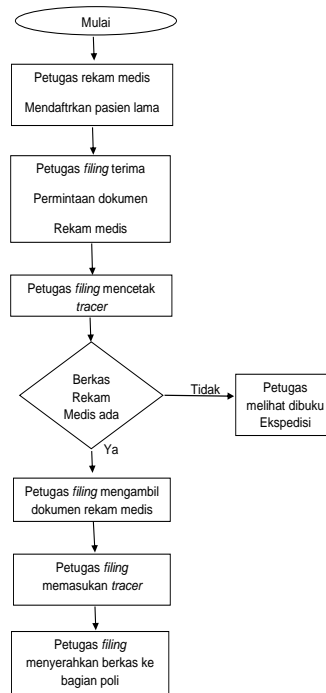 Mulai
Petugas rekam medis
Mendaftrkan pasien lama
Petugas filing terima
Permintaan dokumen
Rekam medis
Petugas filing mencetak
tracer
Berkas
Rekam
Medis ada
Tidak
Petugas
melihat dibuku
Ekspedisi
Ya
Petugas filing mengambil
dokumen rekam medis
Petugas filing
memasukan tracer
Petugas filing
menyerahkan berkas ke
bagian poli